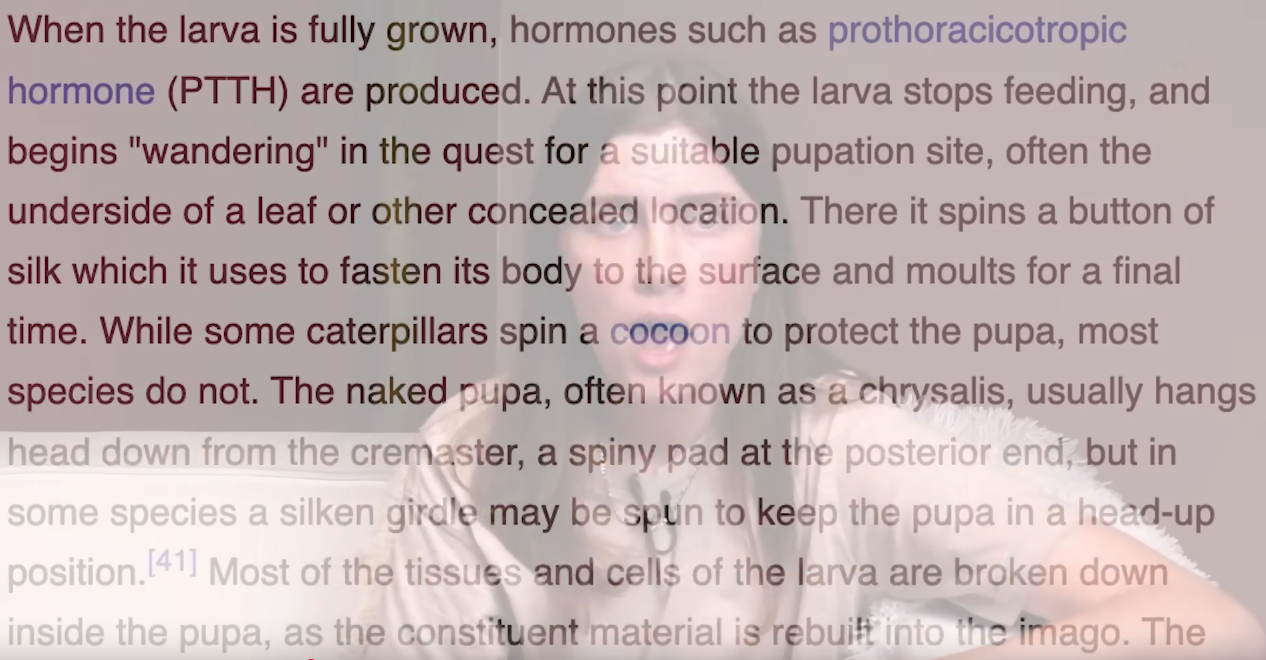 When the larva is fully grown, hormones such as prothoracicotropic
hormone (PTTH) are produced. At this point the larva stops feeding, and
begins "wandering" in the quest for a suitable pupation site, often the
underside of a leaf or other concealed location. There it spins a button of
silk which it uses to fasten its body to the surface and moults for a final
time. While some caterpillars spin a cocoon to protect the pupa, most
species do not. The naked pupa, often known as a chrysalis, usually hangs
head down from the cremaster, a spiny pad at the posterior end, but in
some species a silken girdle may be spun to keep the pupa in a head-up
position.[41] Most of the tissues and cells of the larva are broken down
inside the pupa, as the constituent material is rebuilt into the imago. The